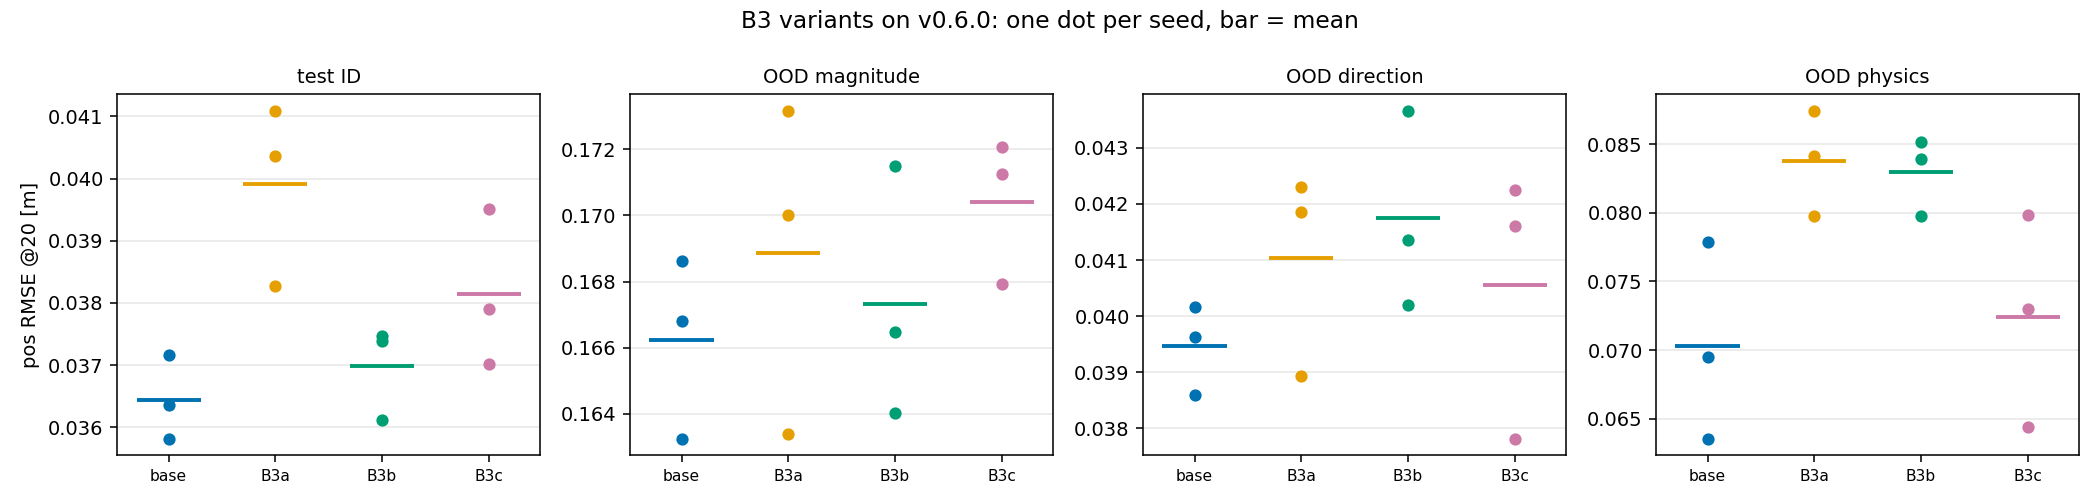 B3 variants on v0.6.0: one dot per seed, bar = mean
test ID
pos RMSE @20 [m]
0.041
0.040
0.039
0.038
0.037
0.036
base B3a B3b B3c
OOD magnitude
0.172
0.170
0.168
0.166
0.164
base B3a B3b B3c
OOD direction
0.043
0.042
0.041
0.040
0.039
0.038
base B3a B3b B3c
OOD physics
0.085
0.080
0.075
0.070
0.065
base B3a B3b B3c